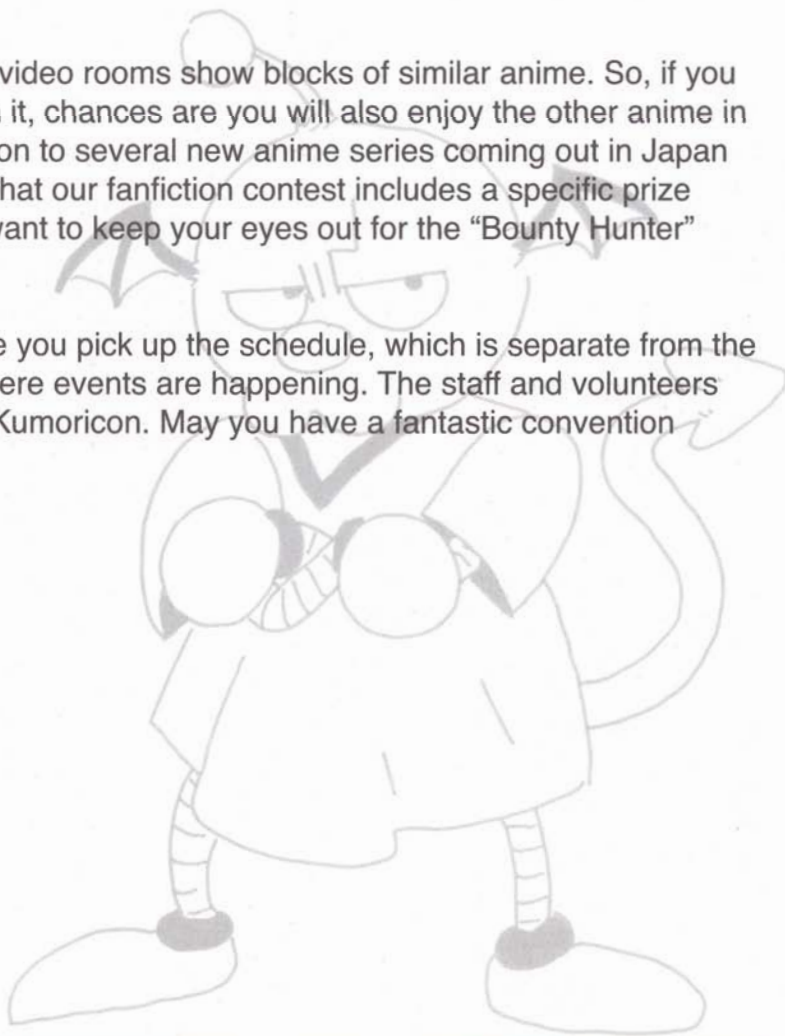 video rooms show blocks of similar anime. So, if you
it, chances are you will also enjoy the other anime in
on to several new anime series coming out in Japan
hat our fanfiction contest includes a specific prize
vant to keep your eyes out for the “Bounty Hunter”
e you pick up the schedule, which is separate from the
ere events are happening. The staff and volunteers
Kumoricon. May you have a fantastic convention